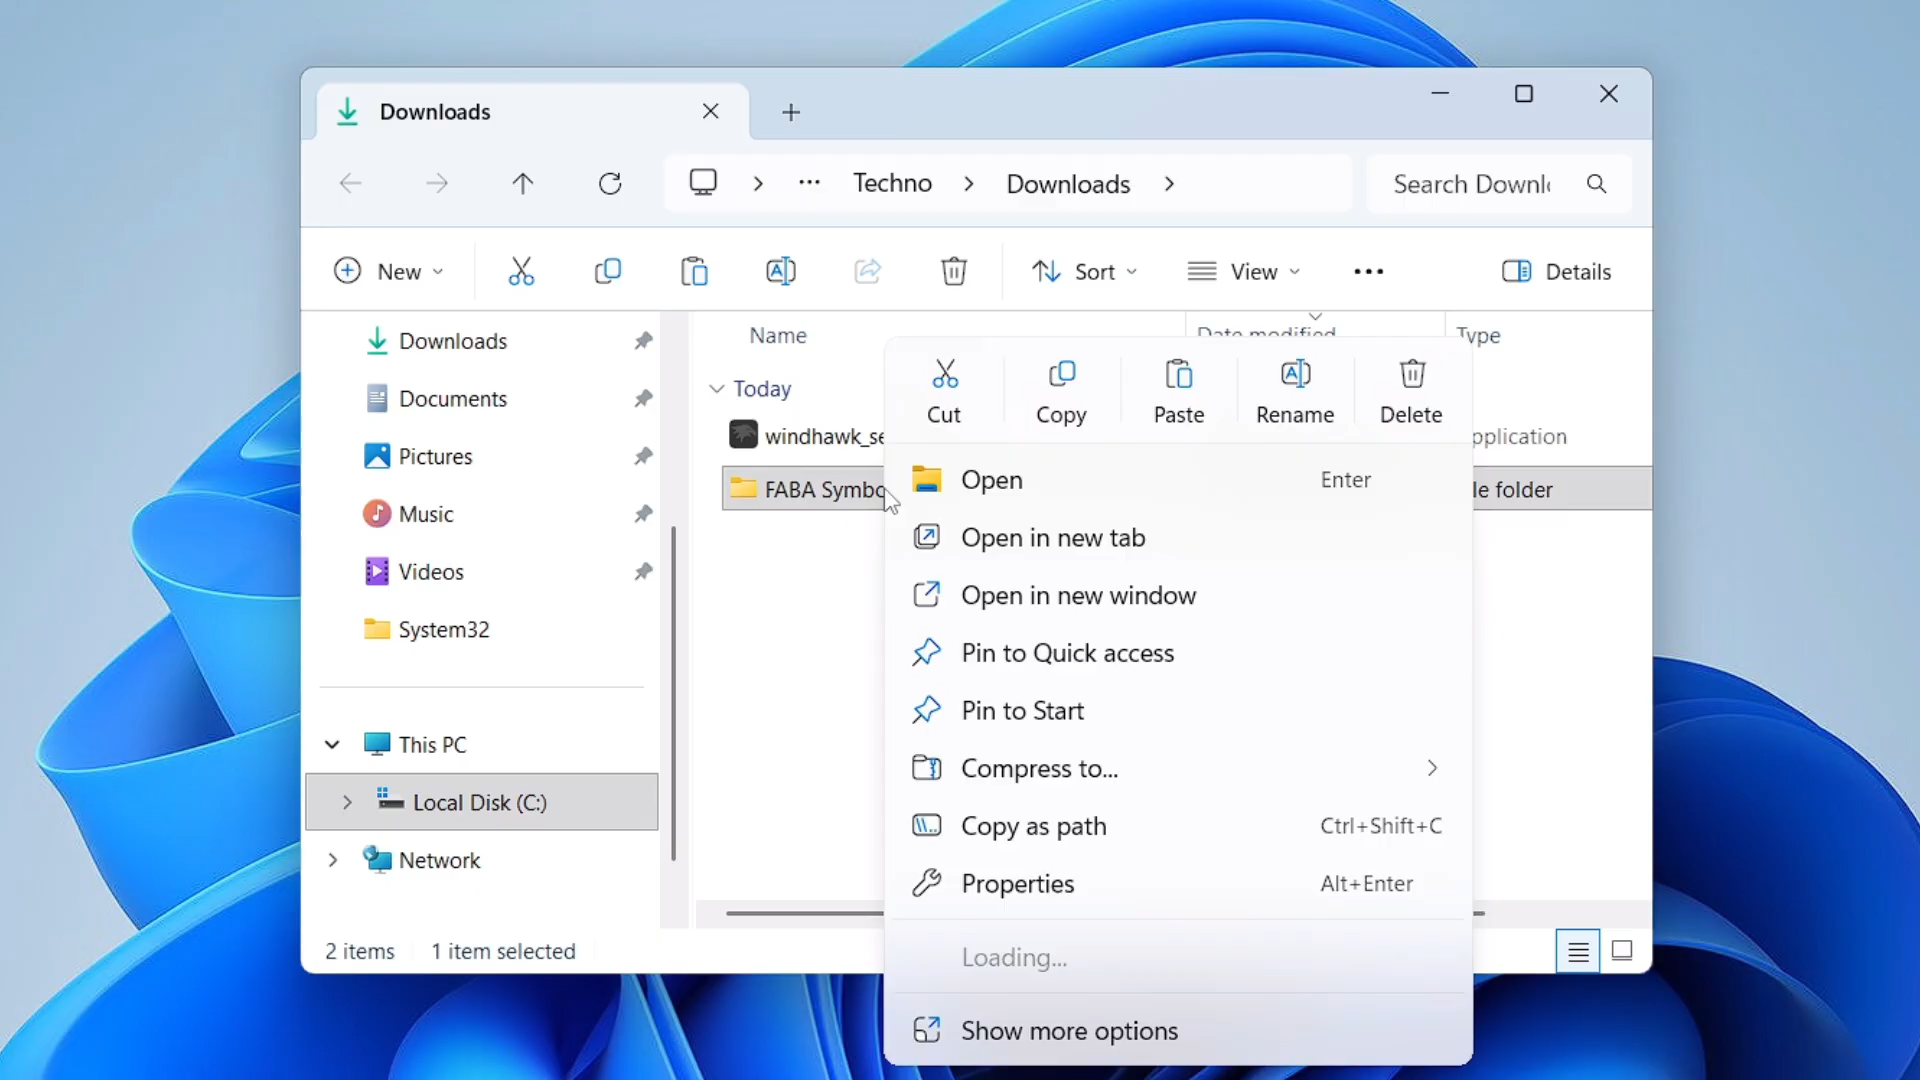 Downloads
Techno
Downloads
Search Downl
New
Sort
View
Details
Downloads
Documents
Pictures
Music
Videos
System32
This PC
Local Disk (C:)
Network
Name
Date modified
Type
Today
windhawk_se
pplication
FABA Symbo
le folder
Cut
Copy
Paste
Rename
Delete
Open Enter
Open in new tab
Open in new window
Pin to Quick access
Pin to Start
Compress to...
Copy as path Ctrl+Shift+C
Properties Alt+Enter
Loading...
Show more options
2 items 1 item selected